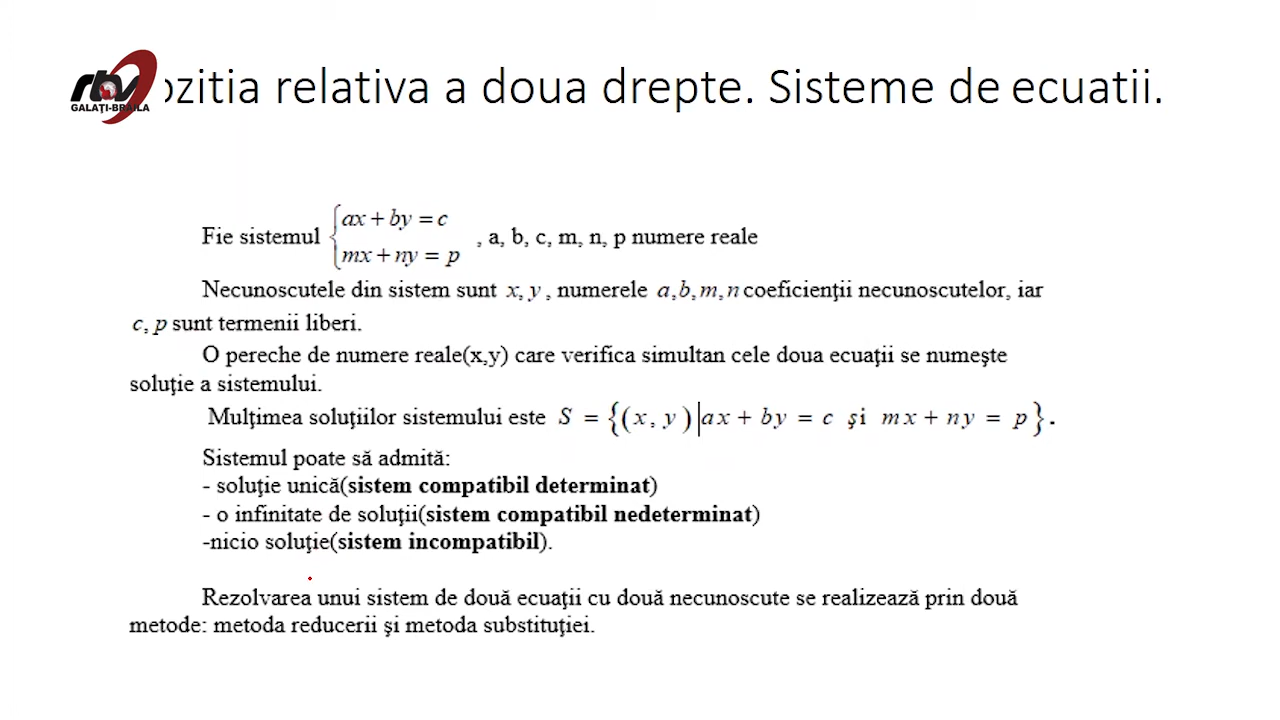 rtv
GALAȚI-BRAILA
ozitia relativa a doua drepte. Sisteme de ecuatii.
Fie sistemul { ax + by = c
mx + ny = p , a, b, c, m, n, p numere reale
Necunoscutele din sistem sunt x, y , numerele a,b,m,n coeficienţii necunoscutelor, iar
c, p sunt termenii liberi.
O pereche de numere reale(x,y) care verifica simultan cele doua ecuaţii se numeşte
soluţie a sistemului.
Mulţimea soluţiilor sistemului este S = {(x, y)|ax + by = c şi mx + ny = p}.
Sistemul poate să admită:
- soluţie unică(sistem compatibil determinat)
- o infinitate de soluţii(sistem compatibil nedeterminat)
-nicio soluţie(sistem incompatibil).
Rezolvarea unui sistem de două ecuaţii cu două necunoscute se realizează prin două
metode: metoda reducerii şi metoda substituţiei.